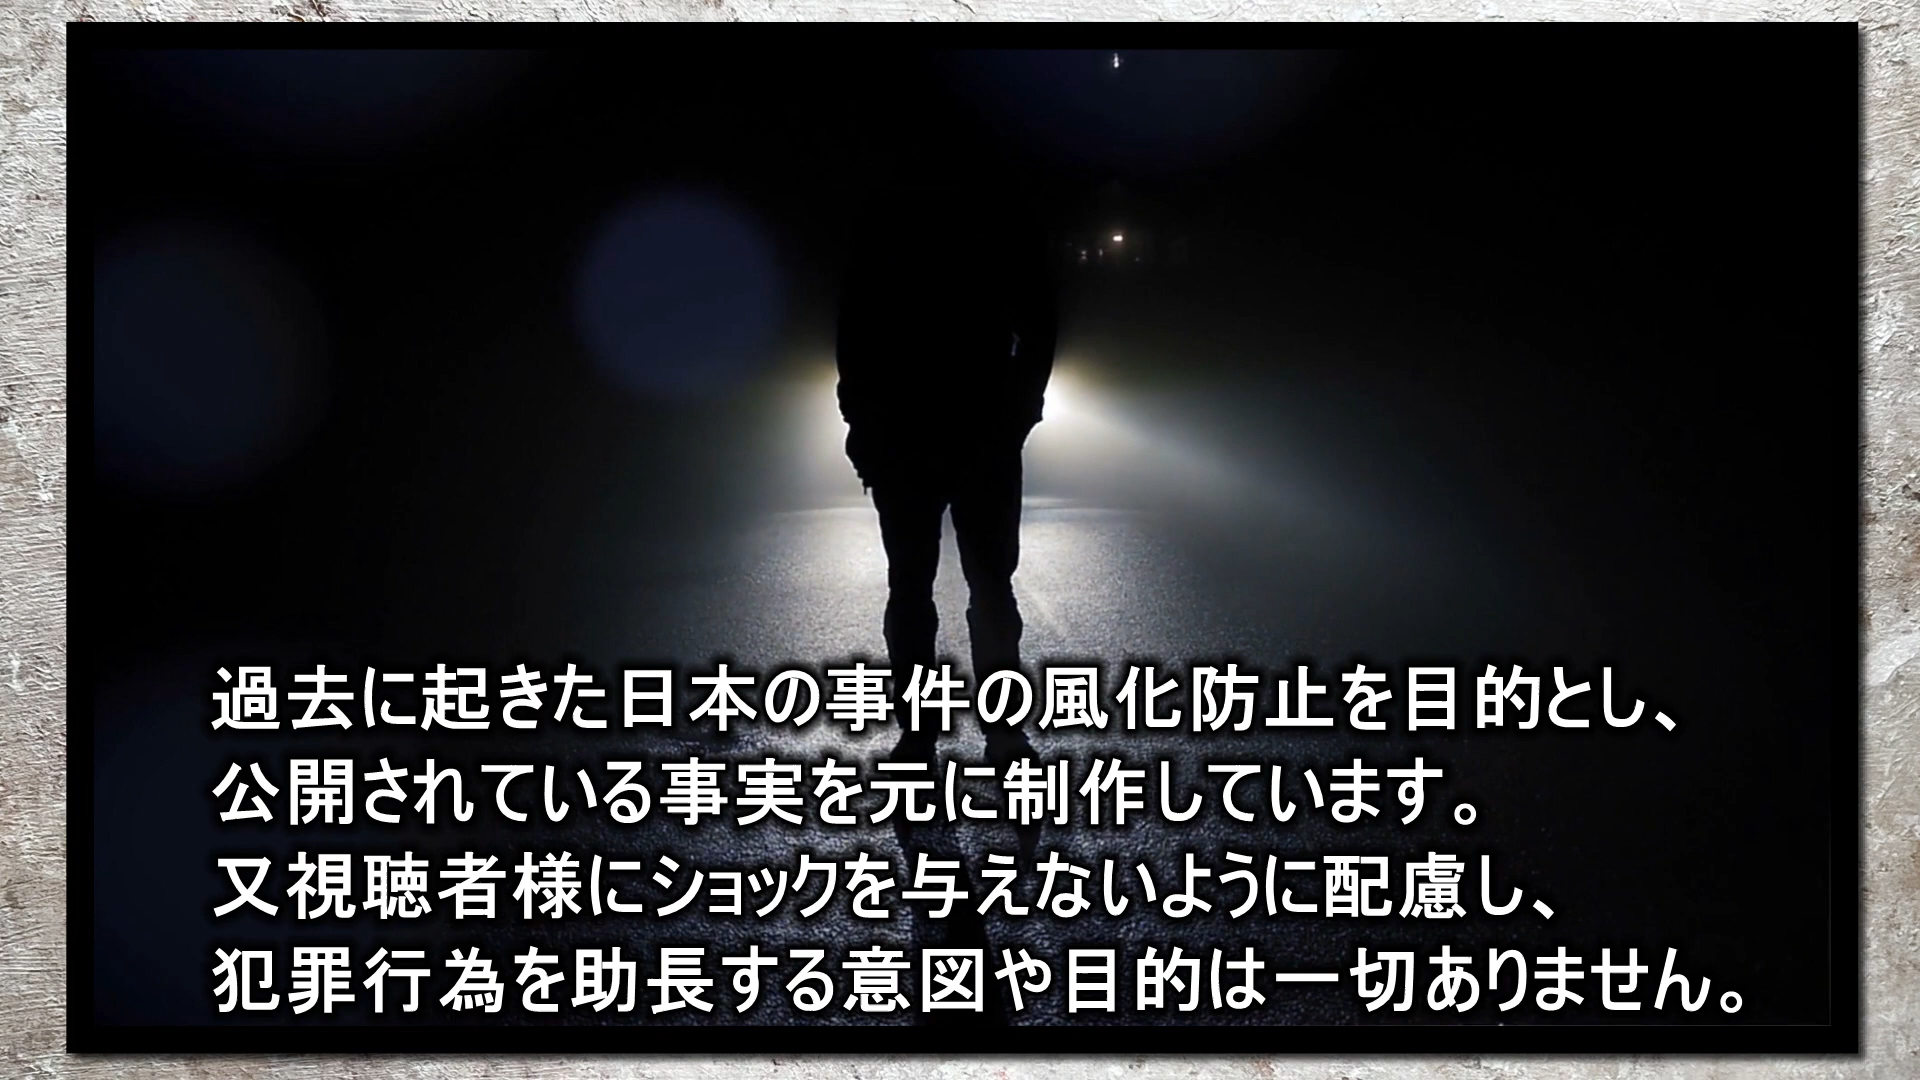 過去に起きた日本の事件の風化防止を目的とし、
公開されている事実を元に制作しています。
又視聴者様にショックを与えないように配慮し、
犯罪行為を助長する意図や目的は一切ありません。